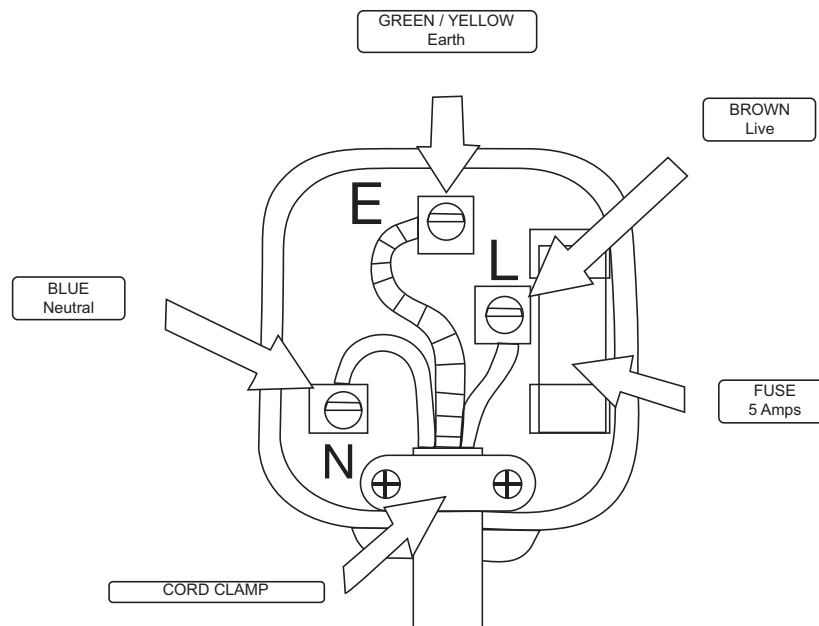 GREEN / YELLOW
Earth
BROWN
Live
E
L
BLUE
Neutral
FUSE
5 Amps
N
CORD CLAMP